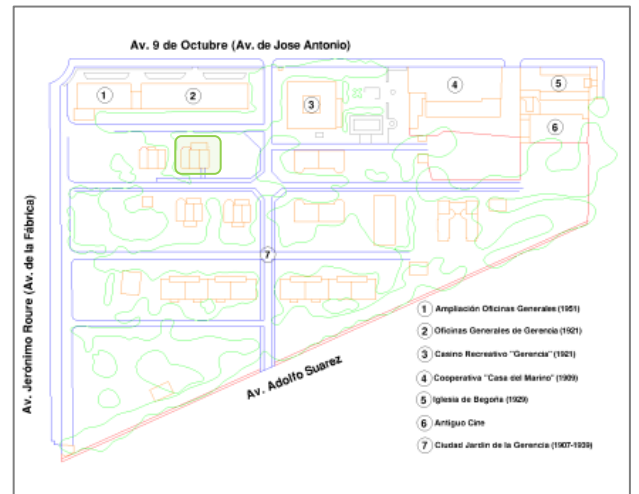 Av. 9 de Octubre (Av. de Jose Antonio)
1
2
3
4
5
6
Av. Jerónimo Roure (Av. de la Fábrica)
7
Av. Adolfo Suarez
1 Ampliación Oficinas Generales (1951)
2 Oficinas Generales de Gerencia (1921)
3 Casino Recreativo "Gerencia" (1921)
4 Cooperativa "Casa del Marino" (1909)
5 Iglesia de Begoña (1929)
6 Antiguo Cine
7 Ciudad Jardín de la Gerencia (1907-1939)